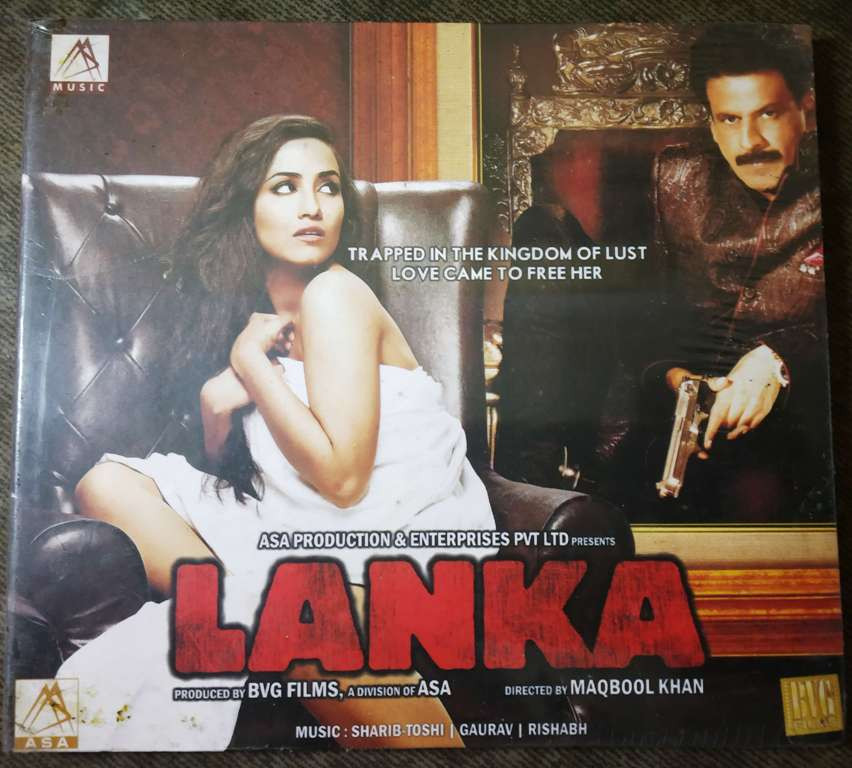 MUSIC
TRAPPED IN THE KINGDOM OF LUST
LOVE CAME TO FREE HER
ASA PRODUCTION & ENTERPRISES PVT LTD PRESENTS
LANKA
PRODUCED BY BVG FILMS, A DIVISION OF ASA
DIRECTED BY MAQBOOL KHAN
MUSIC : SHARIB-TOSHI | GAURAV | RISHABH
ASA
BVG
FILMS